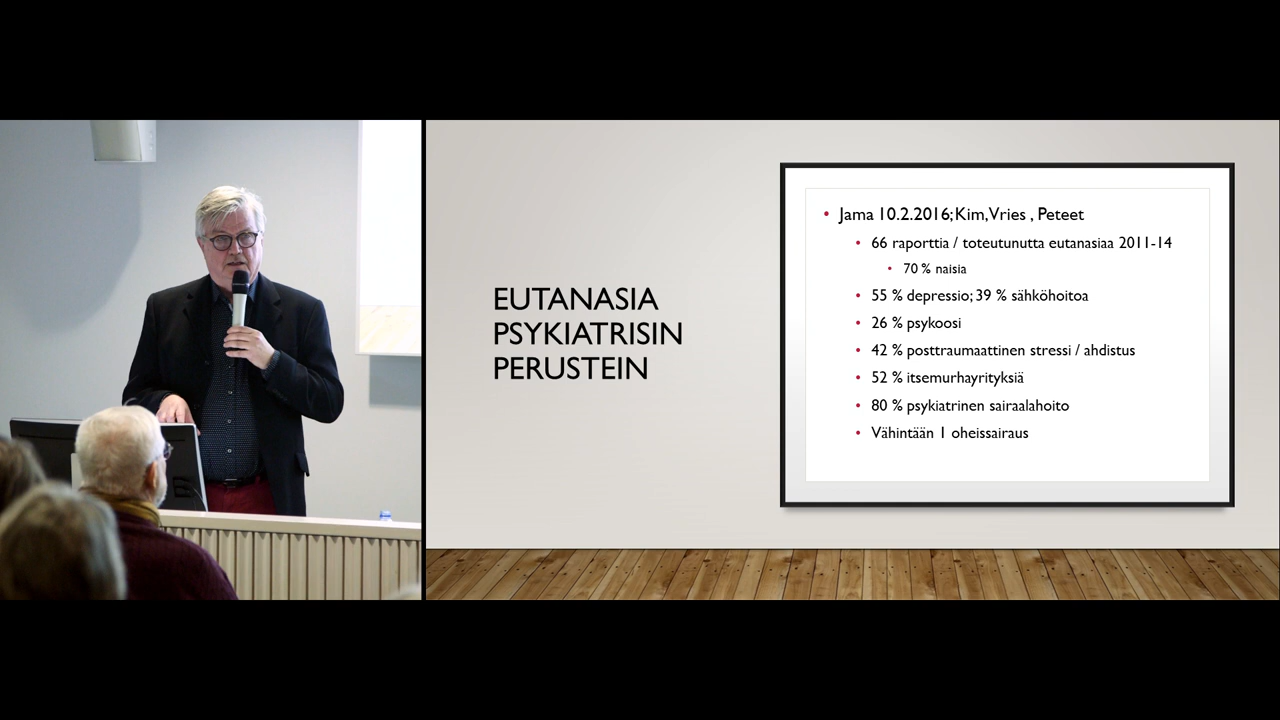 EUTANASIA
PSYKIATRISIN
PERUSTEIN
• Jama 10.2.2016; Kim, Vries , Peteet
• 66 raporttia / toteutunutta eutanasiaa 2011-14
• 70 % naisia
• 55 % depressio; 39 % sähköhoitoa
• 26 % psykoosi
• 42 % posttraumaattinen stressi / ahdistus
• 52 % itsemurhayrityksiä
• 80 % psykiatrinen sairaalahoito
• Vähintään 1 oheissairaus